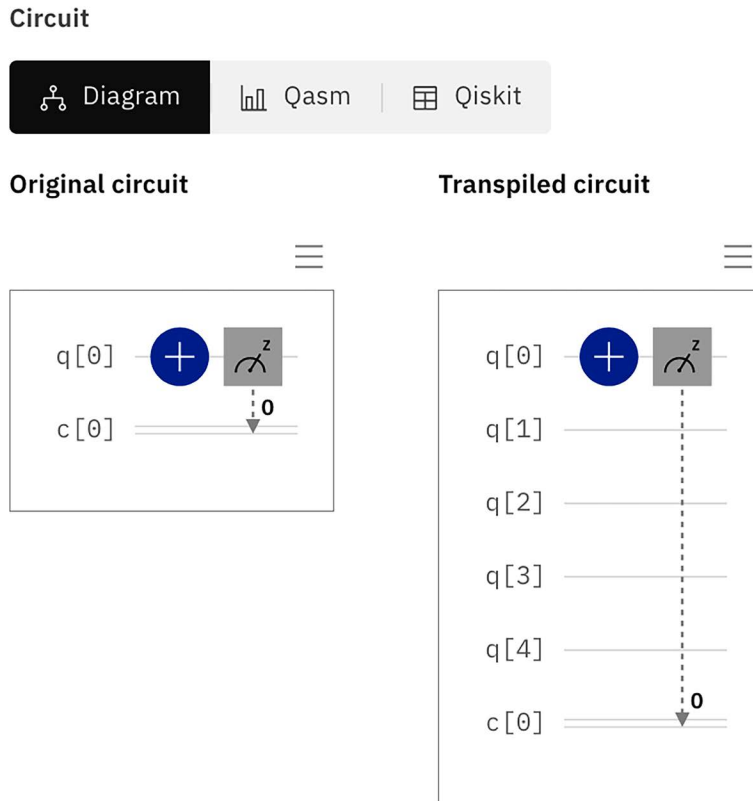 Circuit
Diagram Qasm Qiskit
Original circuit
q[0] z
0
c[0]
Transpiled circuit
q[0] z
q[1]
q[2]
q[3]
q[4]
0
c[0]